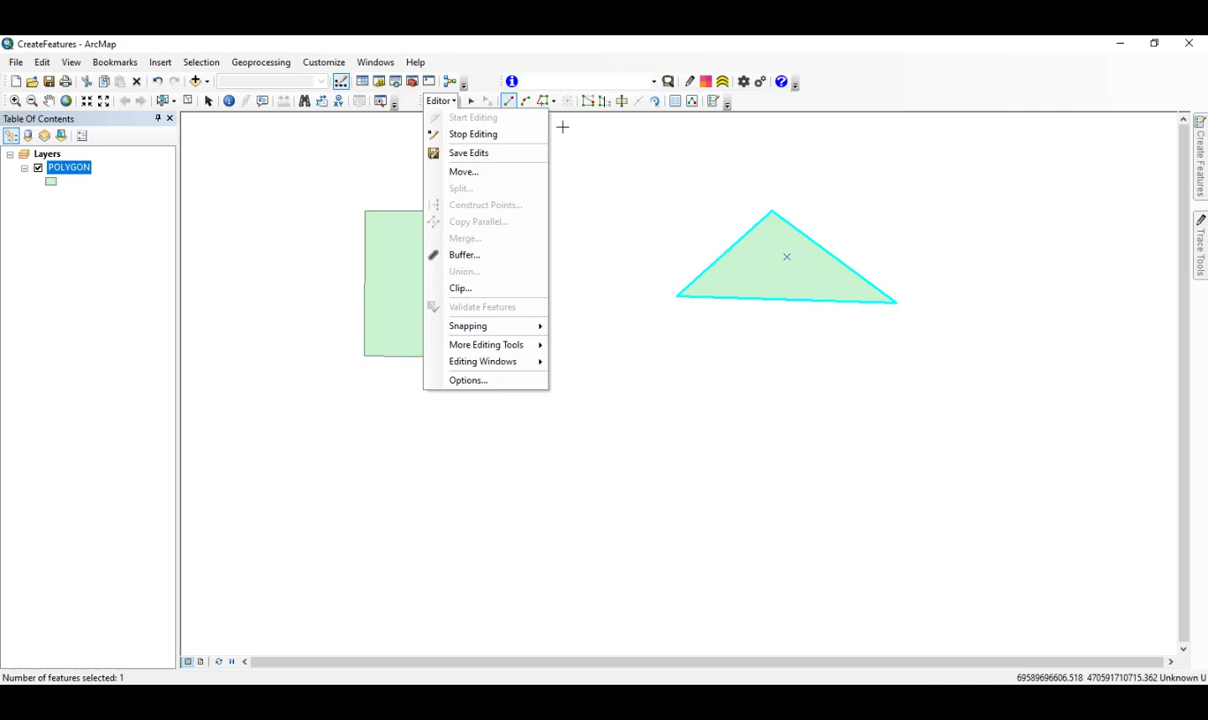 CreateFeatures - ArcMap
File Edit View Bookmarks Insert Selection Geoprocessing Customize Windows Help
Editor
Table Of Contents
Layers
POLYGON
Start Editing
Stop Editing
Save Edits
Move...
Split...
Construct Points...
Copy Parallel...
Merge...
Buffer...
Union...
Clip...
Validate Features
Snapping
More Editing Tools
Editing Windows
Options...
Create Features
Trace Tools
Number of features selected: 1
69589696606.518 470591710715.362 Unknown U